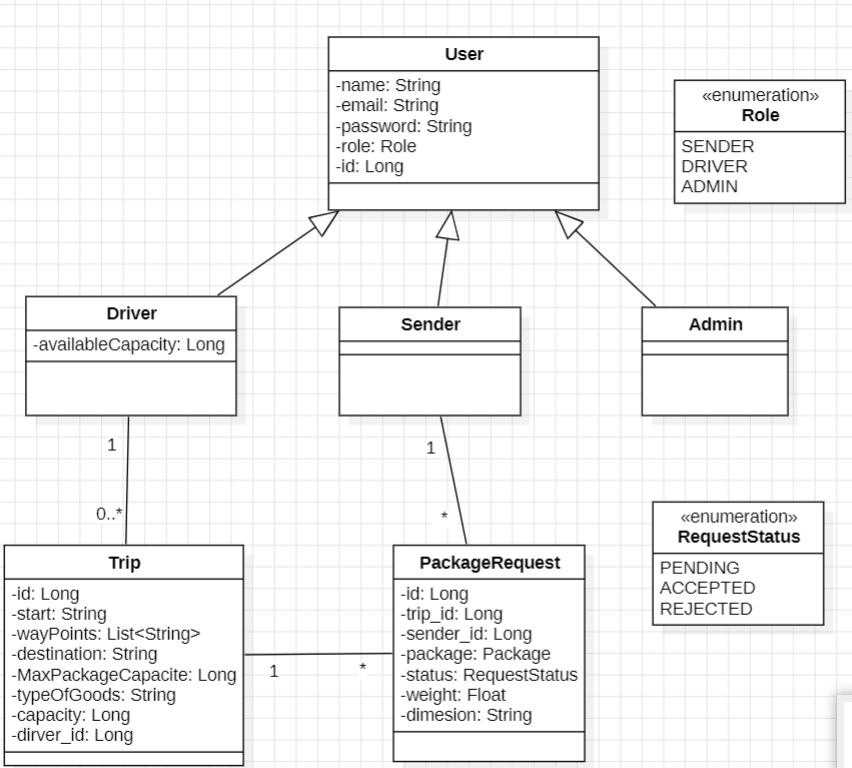 User
-name: String
-email: String
-password: String
-role: Role
-id: Long
«enumeration»
Role
SENDER
DRIVER
ADMIN
Driver
-availableCapacity: Long
Sender
Admin
1
0..*
1
*
Trip
-id: Long
-start: String
-wayPoints: List<String>
-destination: String
-MaxPackageCapacite: Long
-typeOfGoods: String
-capacity: Long
-dirver_id: Long
1
*
PackageRequest
-id: Long
-trip_id: Long
-sender_id: Long
-package: Package
-status: RequestStatus
-weight: Float
-dimesion: String
«enumeration»
RequestStatus
PENDING
ACCEPTED
REJECTED